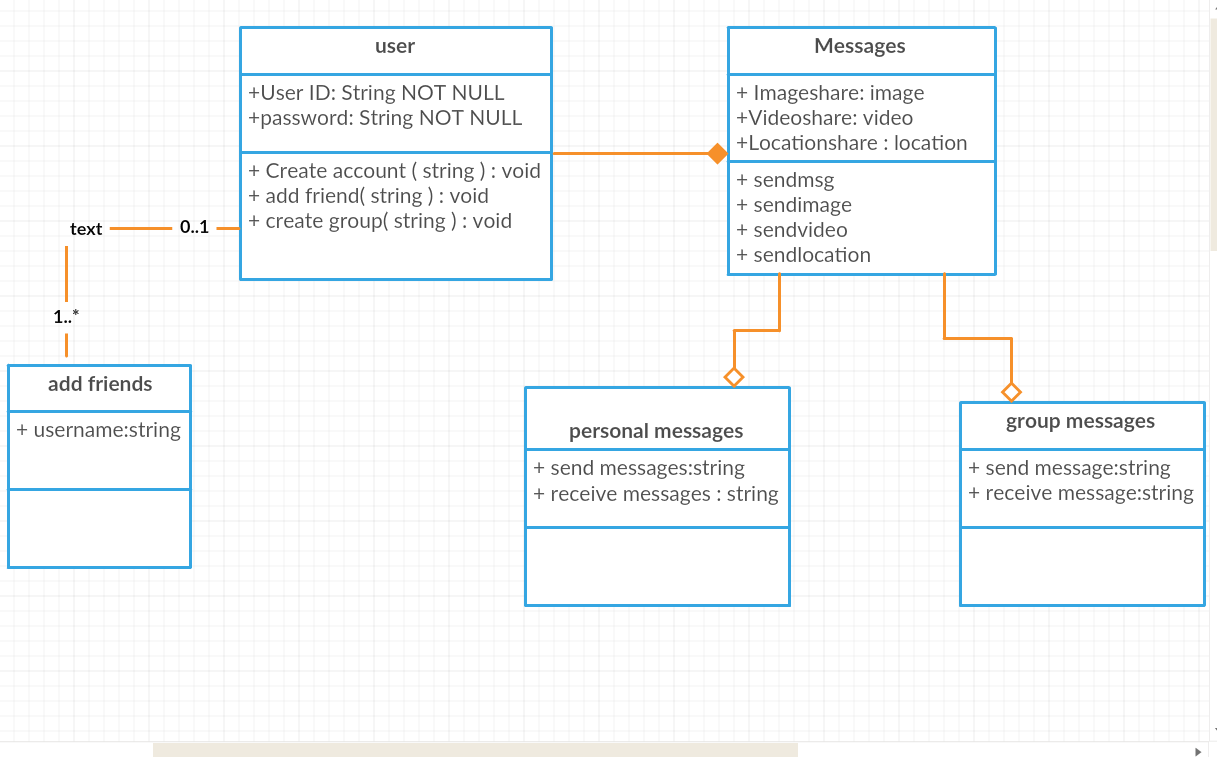 user
+User ID: String NOT NULL
+password: String NOT NULL
+ Create account ( string ) : void
+ add friend( string ) : void
+ create group( string ) : void
Messages
+ Imageshare: image
+Videoshare: video
+Locationshare : location
+ sendmsg
+ sendimage
+ sendvideo
+ sendlocation
text
0..1
1..*
add friends
+ username:string
personal messages
+ send messages:string
+ receive messages : string
group messages
+ send message:string
+ receive message:string